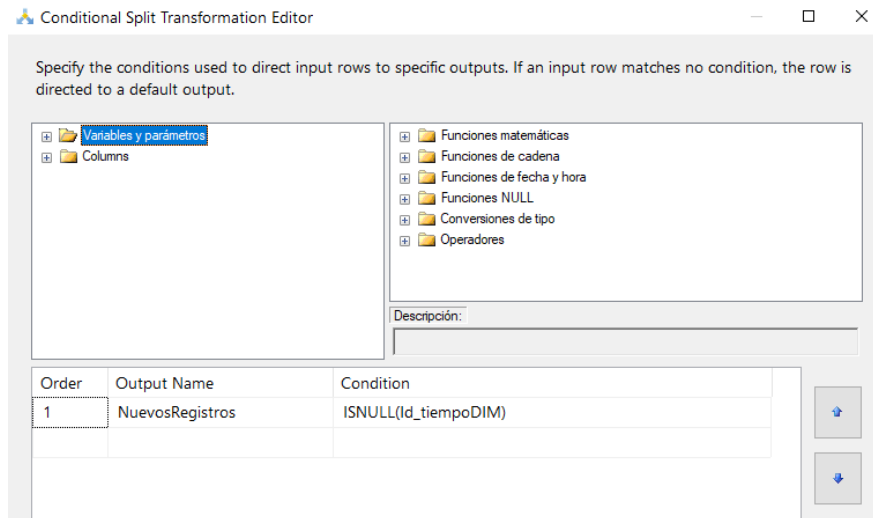 Conditional Split Transformation Editor
Specify the conditions used to direct input rows to specific outputs. If an input row matches no condition, the row is
directed to a default output.
Variables y parámetros
Columns
Funciones matemáticas
Funciones de cadena
Funciones de fecha y hora
Funciones NULL
Conversiones de tipo
Operadores
Descripción:
Order Output Name Condition
1 NuevosRegistros ISNULL(Id_tiempoDIM)